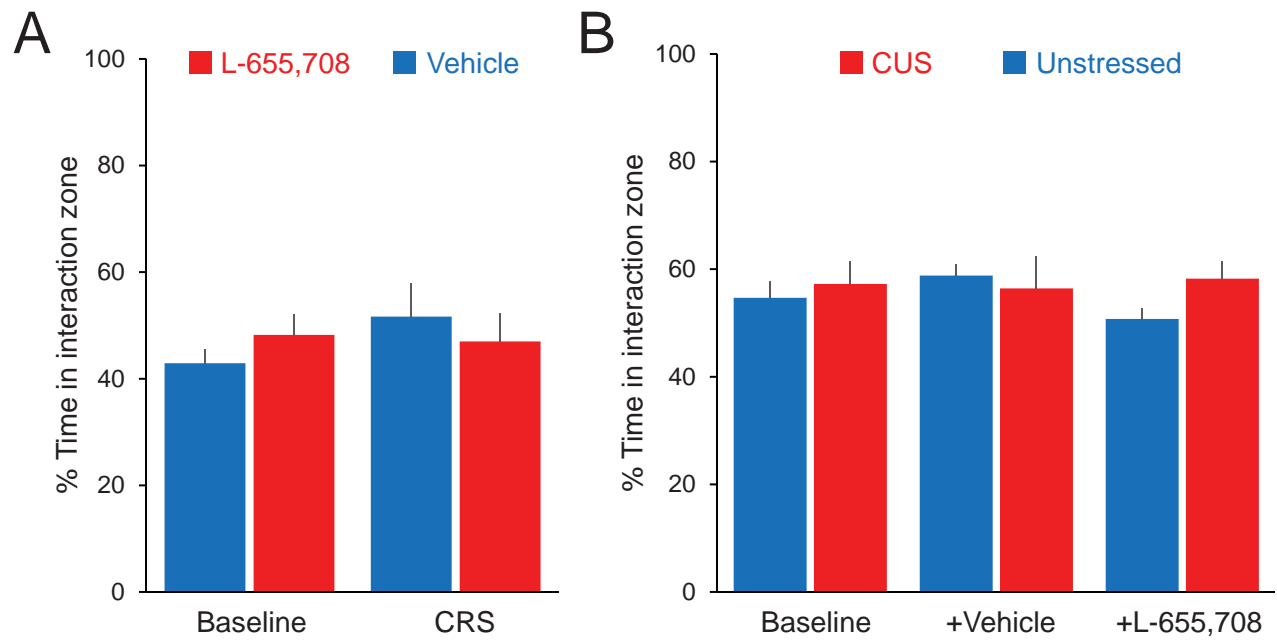 A
L-655,708 Vehicle
% Time in interaction zone
100
80
60
40
20
0
Baseline CRS
B
CUS Unstressed
% Time in interaction zone
100
80
60
40
20
0
Baseline +Vehicle +L-655,708